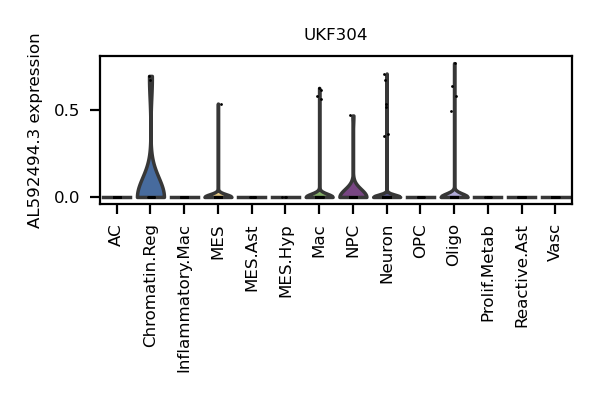 UKF304
AL592494.3 expression
0.5
0.0
AC
Chromatin.Reg
Inflammatory.Mac
MES
MES.Ast
MES.Hyp
Mac
NPC
Neuron
OPC
Oligo
Prolif.Metab
Reactive.Ast
Vasc